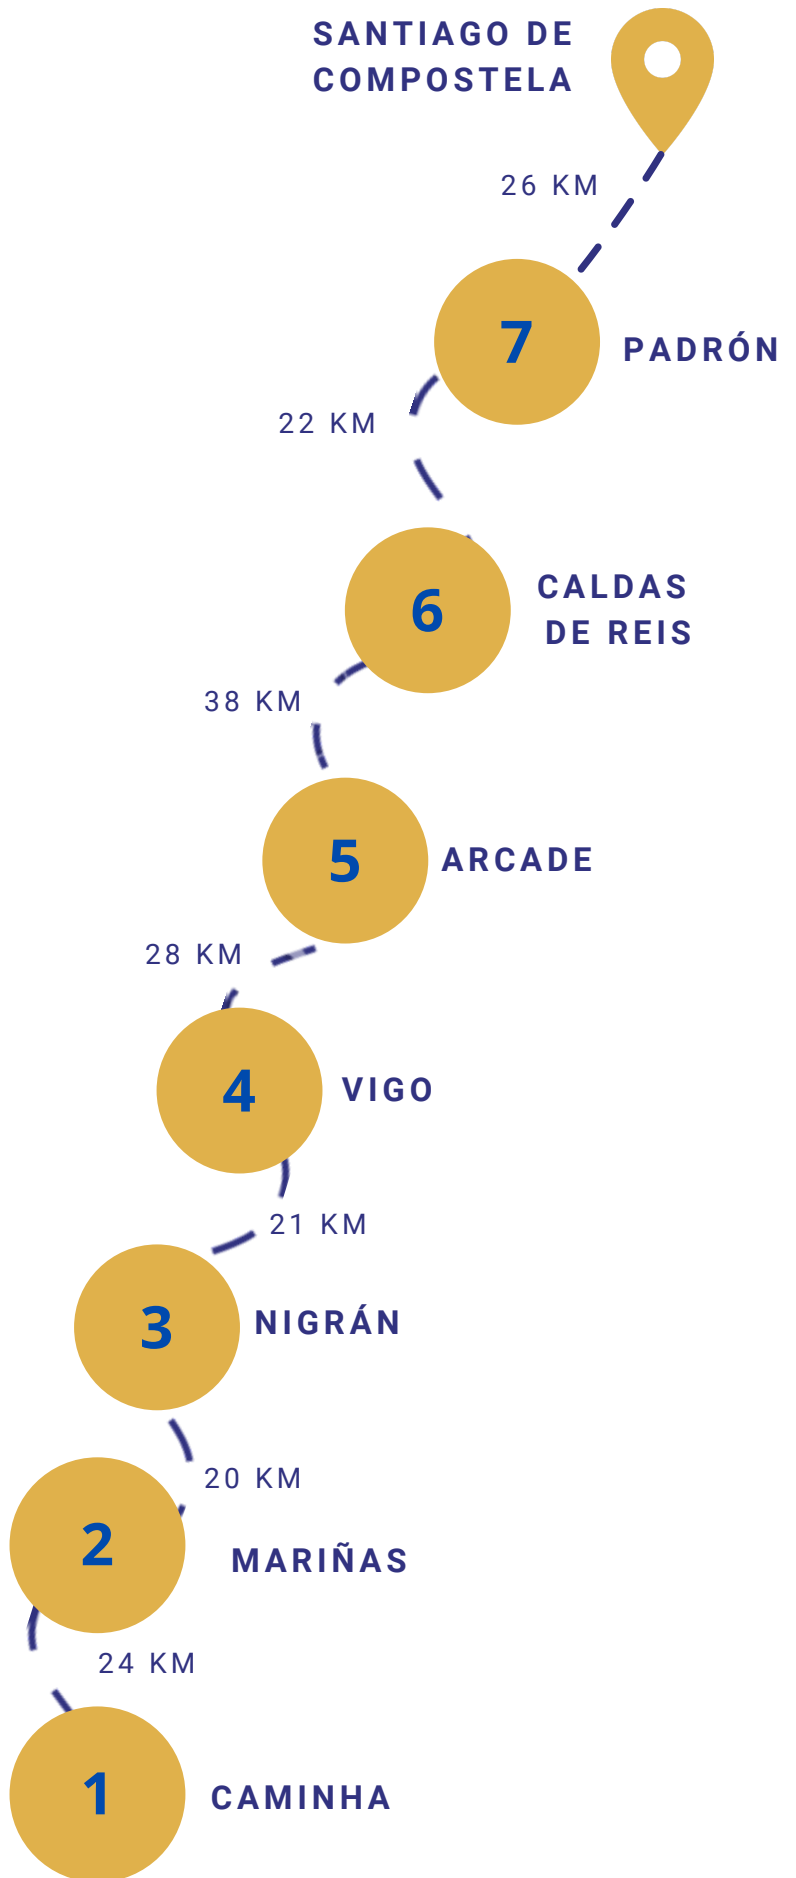 SANTIAGO DE
COMPOSTELA
26 KM
7
PADRÓN
22 KM
6
CALDAS
DE REIS
38 KM
5
ARCADE
28 KM
4
VIGO
21 KM
3
NIGRÁN
20 KM
2
MARIÑAS
24 KM
1
CAMINHA